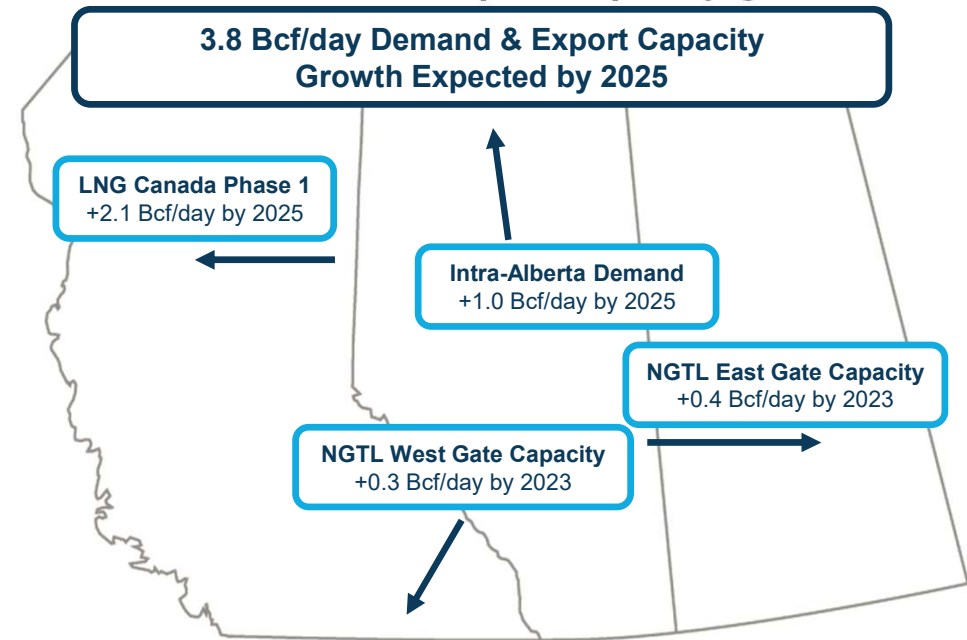 3.8 Bcf/day Demand & Export Capacity
Growth Expected by 2025
LNG Canada Phase 1
+2.1 Bcf/day by 2025
Intra-Alberta Demand
+1.0 Bcf/day by 2025
NGTL East Gate Capacity
+0.4 Bcf/day by 2023
NGTL West Gate Capacity
+0.3 Bcf/day by 2023